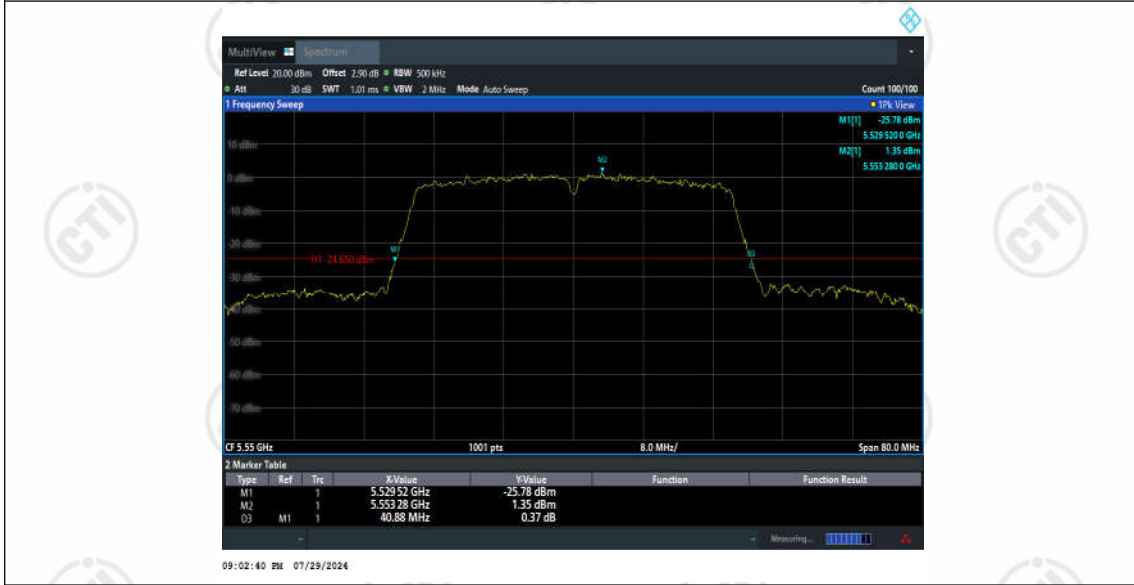 MultiView Spectrum
Ref Level 20.00 dBm Offset 2.90 dB RBW 500 kHz
Att 30 dB SWT 1.01 ms VBW 2 MHz Mode Auto Sweep Count 100/100
1 Frequency Sweep 1Pk View
M1[1] -25.78 dBm
5.529 520 0 GHz
M2[1] 1.35 dBm
5.553 280 0 GHz
10 dBm
M2
0 dBm
-10 dBm
-20 dBm
M1
H1 -24.650 dBm
-30 dBm
-40 dBm
-50 dBm
-60 dBm
-70 dBm
CF 5.55 GHz 1001 pts 8.0 MHz/ Span 80.0 MHz
2 Marker Table
Type Ref Trc X-Value Y-Value Function Function Result
M1 1 5.529 52 GHz -25.78 dBm
M2 1 5.553 28 GHz 1.35 dBm
D3 M1 1 40.88 MHz 0.37 dB
Measuring...
09:02:40 PM 07/29/2024
CTI
CTI